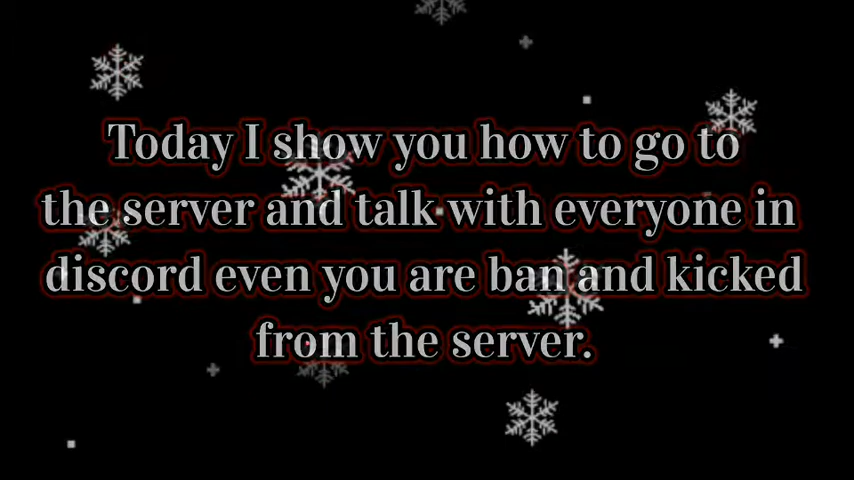 Today I show you how to go to
the server and talk with everyone in
discord even you are ban and kicked
from the server.